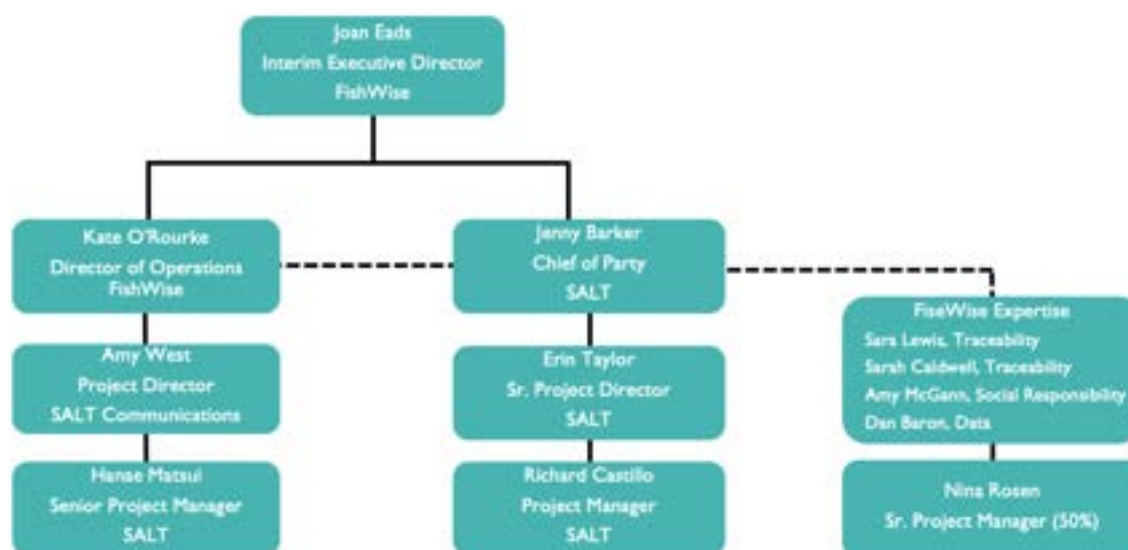 Joan Eads
Interim Executive Director
FishWise
Kate O'Rourke
Director of Operations
FishWise
Jenny Barker
Chief of Party
SALT
FiseWise Expertise
Sara Lewis, Traceability
Sarah Caldwell, Traceability
Amy McGann, Social Responsibility
Dan Baron, Data
Amy West
Project Director
SALT Communications
Erin Taylor
Sr. Project Director
SALT
Hanae Matsui
Senior Project Manager
SALT
Richard Castillo
Project Manager
SALT
Nina Rosen
Sr. Project Manager (50%)